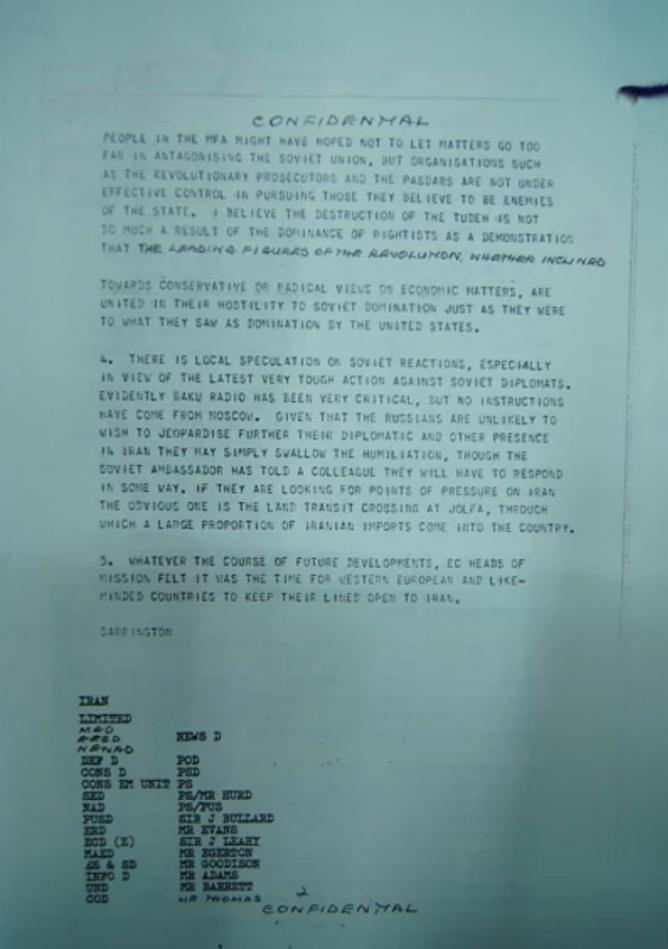 CONFIDENTIAL
PEOPLE IN THE MFA MIGHT HAVE HOPED NOT TO LET MATTERS GO TOO
FAR IN ANTAGONISING THE SOVIET UNION, BUT ORGANISATIONS SUCH
AS THE REVOLUTIONARY PROSECUTORS AND THE PASDARS ARE NOT UNDER
EFFECTIVE CONTROL IN PURSUING THOSE THEY BELIEVE TO BE ENEMIES
OF THE STATE. I BELIEVE THE DESTRUCTION OF THE TUDEH IS NOT
SO MUCH A RESULT OF THE DOMINANCE OF RIGHTISTS AS A DEMONSTRATION
THAT THE LEADING FIGURES OF THE REVOLUTION, WHETHER INCLINED
TOWARDS CONSERVATIVE OR RADICAL VIEWS ON ECONOMIC MATTERS, ARE
UNITED IN THEIR HOSTILITY TO SOVIET DOMINATION JUST AS THEY WERE
TO WHAT THEY SAW AS DOMINATION BY THE UNITED STATES.
4. THERE IS LOCAL SPECULATION ON SOVIET REACTIONS, ESPECIALLY
IN VIEW OF THE LATEST VERY TOUGH ACTION AGAINST SOVIET DIPLOMATS.
EVIDENTLY BAKU RADIO HAS BEEN VERY CRITICAL, BUT NO INSTRUCTIONS
HAVE COME FROM MOSCOW. GIVEN THAT THE RUSSIANS ARE UNLIKELY TO
WISH TO JEOPARDISE FURTHER THEIR DIPLOMATIC AND OTHER PRESENCE
IN IRAN THEY MAY SIMPLY SWALLOW THE HUMILIATION, THOUGH THE
SOVIET AMBASSADOR HAS TOLD A COLLEAGUE THEY WILL HAVE TO RESPOND
IN SOME WAY. IF THEY ARE LOOKING FOR POINTS OF PRESSURE ON IRAN
THE OBVIOUS ONE IS THE LAND TRANSIT CROSSING AT JOLFA, THROUGH
WHICH A LARGE PROPORTION OF IRANIAN IMPORTS COME INTO THE COUNTRY.
5. WHATEVER THE COURSE OF FUTURE DEVELOPMENTS, EC HEADS OF
MISSION FELT IT WAS THE TIME FOR WESTERN EUROPEAN AND LIKE-
MINDED COUNTRIES TO KEEP THEIR LINES OPEN TO IRAN.
BARRINGTON
IRAN
LIMITED
MED
NEWS D
NENAD
DEF D POD
CONS D PSD
CONS EM UNIT PS
SED PS/MR HURD
NAD PS/PUS
PUSD SIR J BULLARD
ERD MR EVANS
ECD (E) SIR J LEAHY
MAED MR EGERTON
ES & SD MR GOODISON
INFO D MR ADAMS
UND MR BARRETT
COD MR THOMAS
2
CONFIDENTIAL